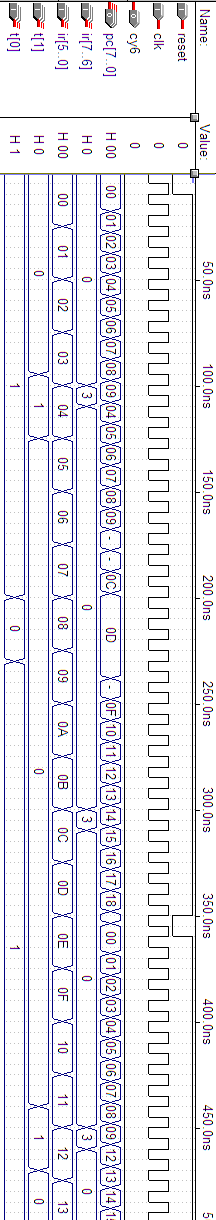 Name: Value: 50.0ns 100.0ns 150.0ns 200.0ns 250.0ns 300.0ns 350.0ns 400.0ns 450.0ns 5
reset 0
clk 0
cy6 0
pc[7..0] H 00 00 01 02 03 04 05 06 07 08 09 04 05 06 07 08 09 - - 0C 0D - 0F 10 11 12 13 14 15 16 17 18 00 01 02 03 04 05 06 07 08 09 12 13 14
ir[7..6] H 0 0 3 0 3 0 3 0
ir[5..0] H 00 00 01 02 03 04 05 06 07 08 09 0A 0B 0C 0D 0E 0F 10 11 12 13
t[1] H 0 0 1 0 1 0
t[0] H 1 1 0 1